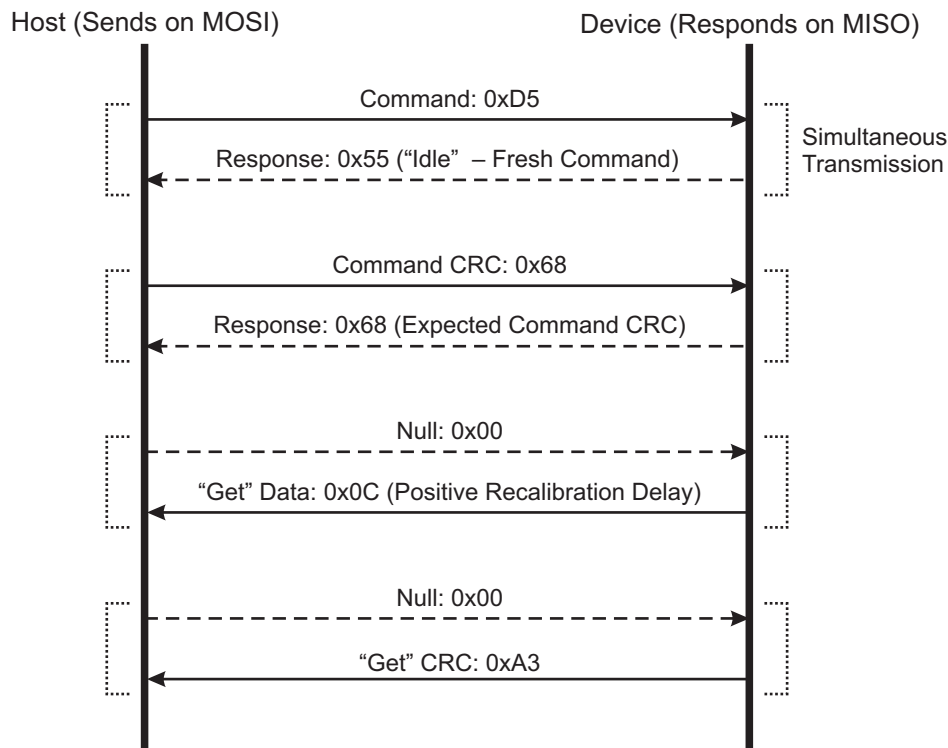 Host (Sends on MOSI)
Device (Responds on MISO)
Command: 0xD5
Response: 0x55 (“Idle” – Fresh Command)
Simultaneous
Transmission
Command CRC: 0x68
Response: 0x68 (Expected Command CRC)
Null: 0x00
“Get” Data: 0x0C (Positive Recalibration Delay)
Null: 0x00
“Get” CRC: 0xA3